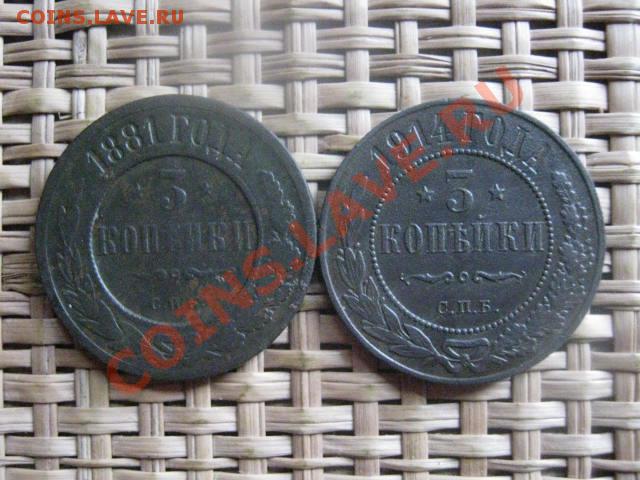 COINS.LAVE.RU
COINS.LAVE.RU
1881 ГОДА
3
КОПѢЙКИ
С.П.Б.
1914 ГОДА
3
КОПѢЙКИ
С.П.Б.